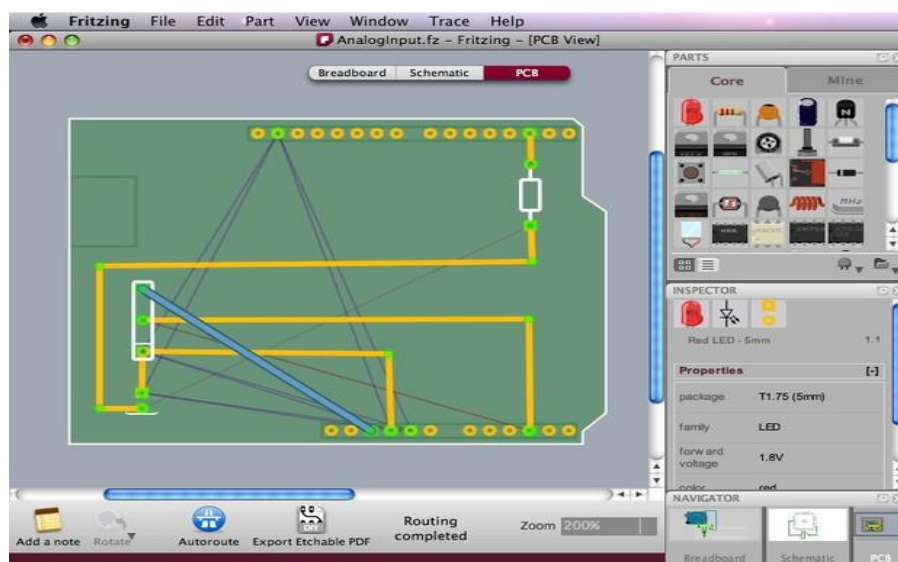 Fritzing File Edit Part View Window Trace Help
AnalogInput.fz – Fritzing – [PCB View]
Breadboard Schematic PCB
PARTS
Core Mine
N
MHz
INSPECTOR
Red LED - 5mm 1.1
Properties [-]
package T1.75 (5mm)
family LED
forward voltage 1.8V
color red
NAVIGATOR
Add a note Rotate Autoroute Export Etchable PDF Routing completed Zoom 200%
Breadboard Schematic PCB